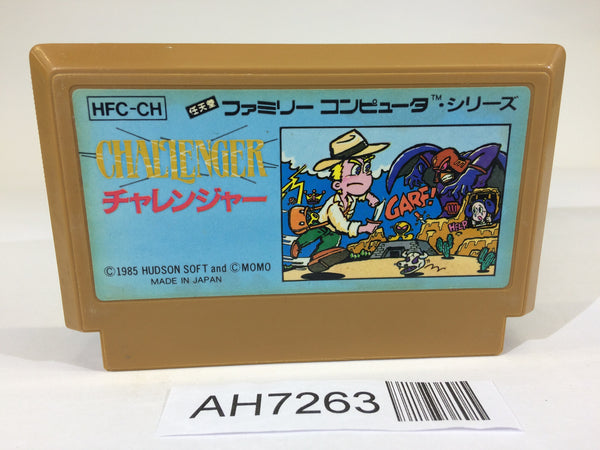 HFC-CH
任天堂 ファミリー コンピュータ™・シリーズ
CHALLENGER
チャレンジャー
©1985 HUDSON SOFT and ©MOMO
MADE IN JAPAN
GARF!
HELP
AH7263